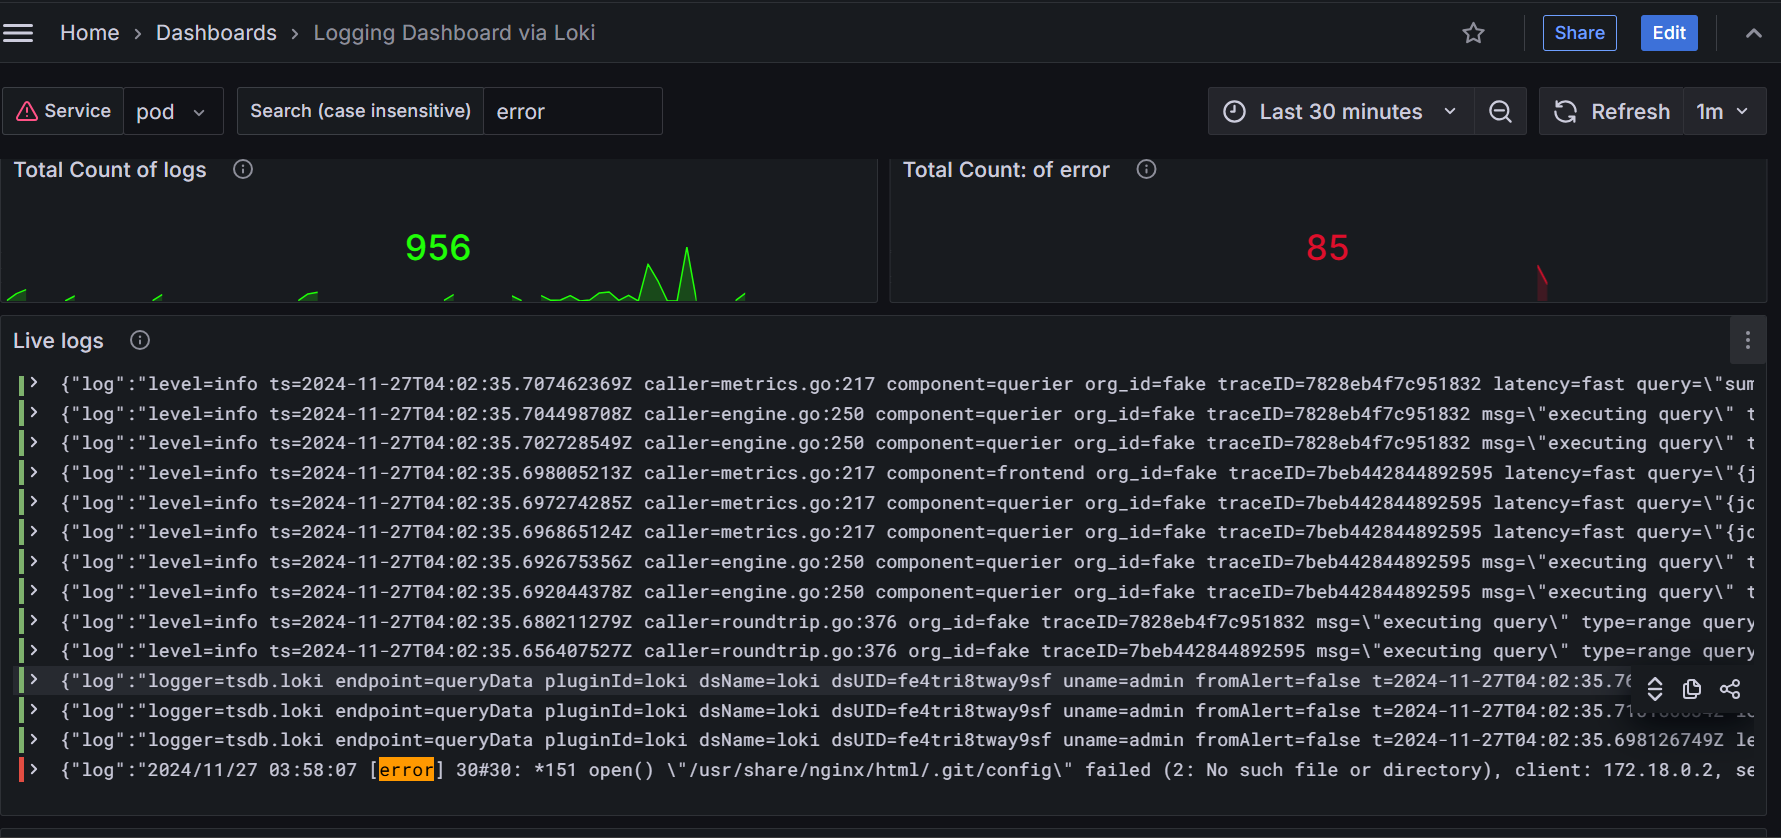 Home › Dashboards › Logging Dashboard via Loki
Share
Edit
Service
pod
Search (case insensitive)
error
Last 30 minutes
Refresh
1m
Total Count of logs
Total Count: of error
956
85
Live logs
{"log":"level=info ts=2024-11-27T04:02:35.707462369Z caller=metrics.go:217 component=querier org_id=fake traceID=7828eb4f7c951832 latency=fast query=\"sum
{"log":"level=info ts=2024-11-27T04:02:35.704498708Z caller=engine.go:250 component=querier org_id=fake traceID=7828eb4f7c951832 msg=\"executing query\" t
{"log":"level=info ts=2024-11-27T04:02:35.702728549Z caller=engine.go:250 component=querier org_id=fake traceID=7828eb4f7c951832 msg=\"executing query\" t
{"log":"level=info ts=2024-11-27T04:02:35.698005213Z caller=metrics.go:217 component=frontend org_id=fake traceID=7beb442844892595 latency=fast query=\"{j
{"log":"level=info ts=2024-11-27T04:02:35.697274285Z caller=metrics.go:217 component=querier org_id=fake traceID=7beb442844892595 latency=fast query=\"{jo
{"log":"level=info ts=2024-11-27T04:02:35.696865124Z caller=metrics.go:217 component=querier org_id=fake traceID=7beb442844892595 latency=fast query=\"{jo
{"log":"level=info ts=2024-11-27T04:02:35.692675356Z caller=engine.go:250 component=querier org_id=fake traceID=7beb442844892595 msg=\"executing query\" t
{"log":"level=info ts=2024-11-27T04:02:35.692044378Z caller=engine.go:250 component=querier org_id=fake traceID=7beb442844892595 msg=\"executing query\" t
{"log":"level=info ts=2024-11-27T04:02:35.680211279Z caller=roundtrip.go:376 org_id=fake traceID=7828eb4f7c951832 msg=\"executing query\" type=range query
{"log":"level=info ts=2024-11-27T04:02:35.656407527Z caller=roundtrip.go:376 org_id=fake traceID=7beb442844892595 msg=\"executing query\" type=range query
{"log":"logger=tsdb.loki endpoint=queryData pluginId=loki dsName=loki dsUID=fe4tri8tway9sf uname=admin fromAlert=false t=2024-11-27T04:02:35.76
{"log":"logger=tsdb.loki endpoint=queryData pluginId=loki dsName=loki dsUID=fe4tri8tway9sf uname=admin fromAlert=false
{"log":"logger=tsdb.loki endpoint=queryData pluginId=loki dsName=loki dsUID=fe4tri8tway9sf uname=admin fromAlert=false t=2024-11-27T04:02:35.698126749Z le
{"log":"2024/11/27 03:58:07 [error] 30#30: *151 open() \"/usr/share/nginx/html/.git/config\" failed (2: No such file or directory), client: 172.18.0.2, se